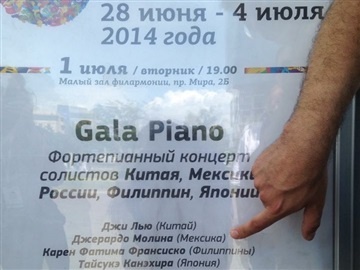 28 июня - 4 июля
2014 года
1 июля / вторник / 19.00
Малый зал филармонии, пр. Мира, 2Б
Gala Piano
Фортепианный концерт
солистов Китая, Мексики
России, Филиппин, Японии
Джи Лью (Китай)
Джерардо Молина (Мексика)
Карен Фатима Франсиско (Филиппины)
Тайсукэ Канэхира (Япония)